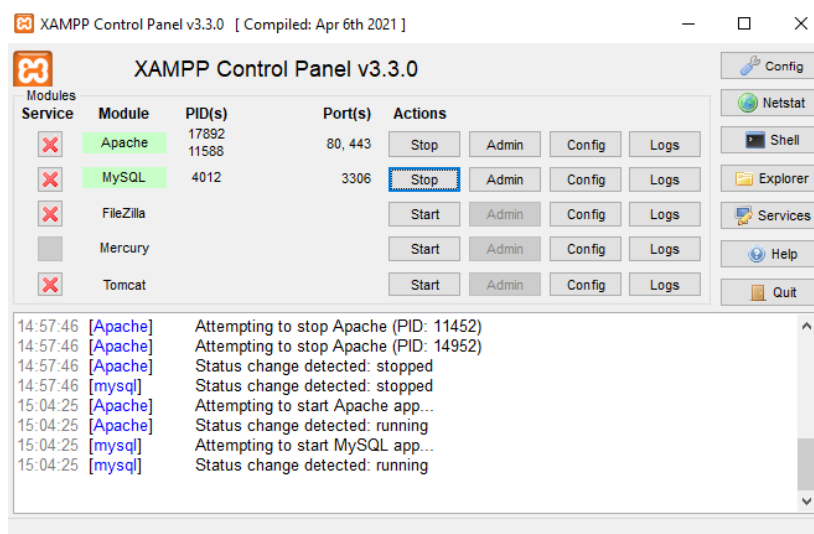 XAMPP Control Panel v3.3.0 [ Compiled: Apr 6th 2021 ]
XAMPP Control Panel v3.3.0
Modules
Service Module PID(s) Port(s) Actions
Apache 17892 11588 80, 443 Stop Admin Config Logs
MySQL 4012 3306 Stop Admin Config Logs
FileZilla Start Admin Config Logs
Mercury Start Admin Config Logs
Tomcat Start Admin Config Logs
Config
Netstat
Shell
Explorer
Services
Help
Quit
14:57:46 [Apache] Attempting to stop Apache (PID: 11452)
14:57:46 [Apache] Attempting to stop Apache (PID: 14952)
14:57:46 [Apache] Status change detected: stopped
14:57:46 [mysql] Status change detected: stopped
15:04:25 [Apache] Attempting to start Apache app...
15:04:25 [Apache] Status change detected: running
15:04:25 [mysql] Attempting to start MySQL app...
15:04:25 [mysql] Status change detected: running